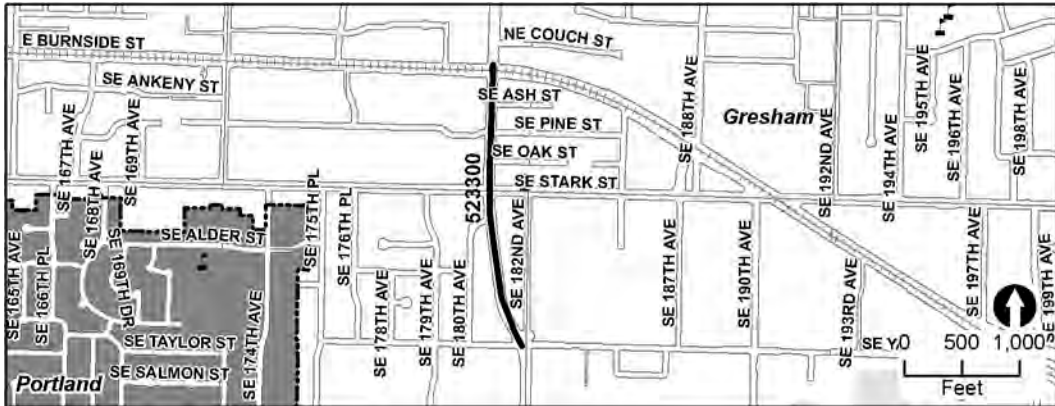 E BURNSIDE ST
NE COUCH ST
SE ANKENY ST
SE ASH ST
SE PINE ST
SE OAK ST
SE STARK ST
Gresham
SE 167TH AVE
SE 168TH AVE
SE 169TH AVE
523300
SE 188TH AVE
SE 192ND AVE
SE 194TH AVE
SE 195TH AVE
SE 196TH AVE
SE 198TH AVE
SE 166TH PL
SE 169TH DR
SE ALDER ST
SE 174TH AVE
SE 175TH PL
SE 176TH PL
SE 178TH AVE
SE 179TH AVE
SE 180TH AVE
SE 182ND AVE
SE 187TH AVE
SE 190TH AVE
SE 193RD AVE
SE 197TH AVE
SE 199TH AVE
SE TAYLOR ST
SE SALMON ST
Portland
0 500 1,000
Feet